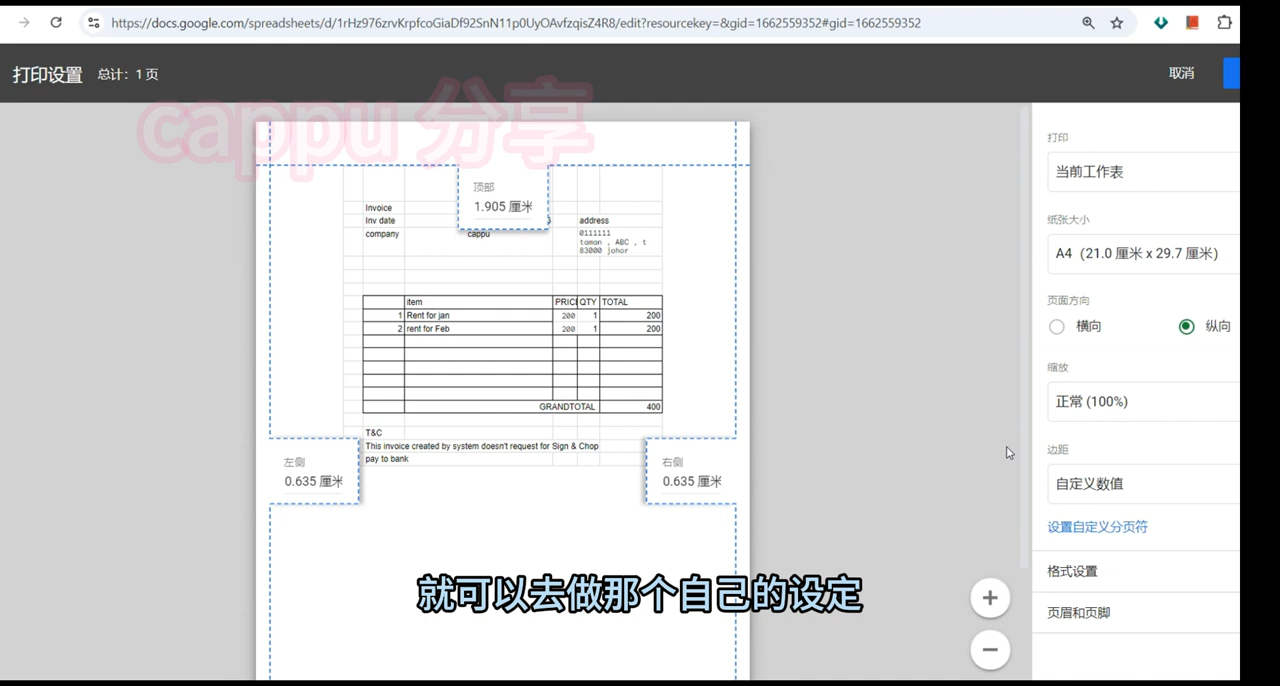 https://docs.google.com/spreadsheets/d/1rHz976zrvKrpfcoGiaDf92SnN11p0UyOAvfzqisZ4R8/edit?resourcekey=&gid=1662559352#gid=1662559352
打印设置 总计：1 页
取消
cappu 分享
顶部
1.905 厘米
Invoice
Inv date
address
company
cappu
0111111
taman , ABC , t
83000 johor
item PRICE QTY TOTAL
1 Rent for jan 200 1 200
2 rent for Feb 200 1 200
GRANDTOTAL 400
T&C
This invoice created by system doesn't request for Sign & Chop
pay to bank
左侧
0.635 厘米
右侧
0.635 厘米
打印
当前工作表
纸张大小
A4（21.0 厘米 x 29.7 厘米）
页面方向
横向 纵向
缩放
正常 (100%)
边距
自定义数值
设置自定义分页符
格式设置
页眉和页脚
就可以去做那个自己的设定